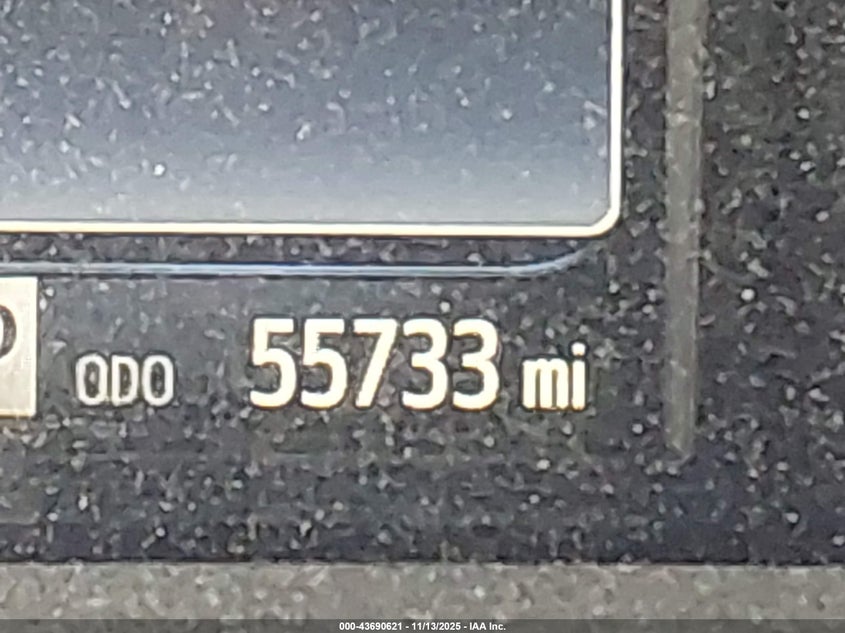 ODO 55733 mi
000-43690621 - 11/13/2025 - IAA Inc.